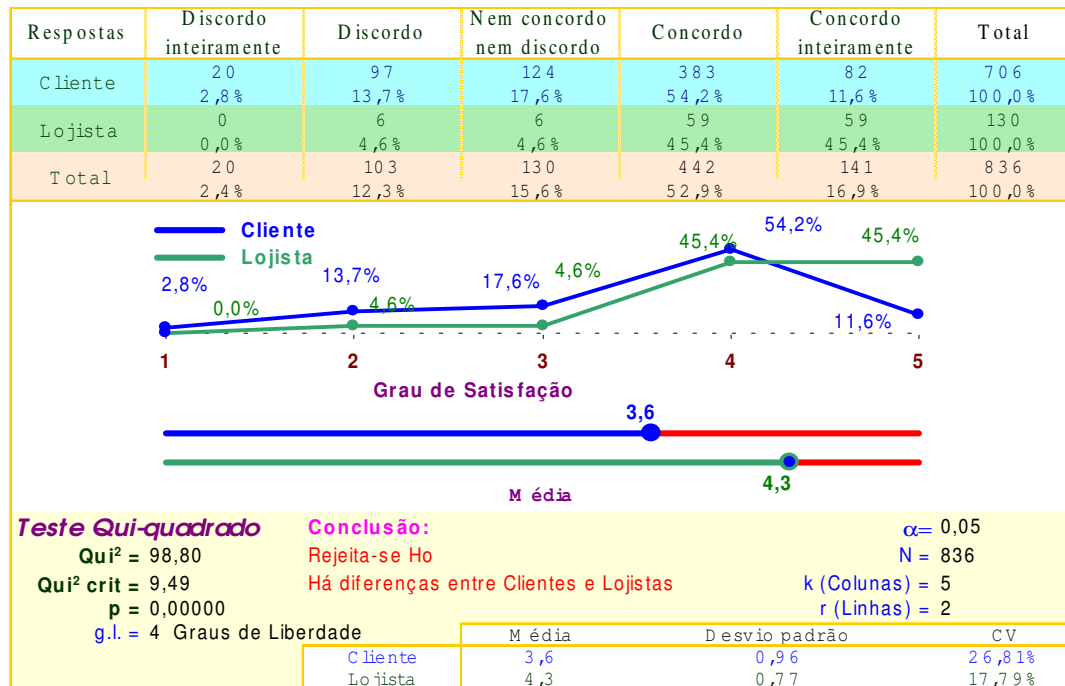 Respostas Discordo inteiramente Discordo Nem concordo nem discordo Concordo Concordo inteiramente Total
Cliente 20 97 124 383 82 706
2,8% 13,7% 17,6% 54,2% 11,6% 100,0%
Lojista 0 6 6 59 59 130
0,0% 4,6% 4,6% 45,4% 45,4% 100,0%
Total 20 103 130 442 141 836
2,4% 12,3% 15,6% 52,9% 16,9% 100,0%
Cliente
Lojista
2,8% 13,7% 17,6% 54,2% 11,6%
0,0% 4,6% 4,6% 45,4% 45,4%
1 2 3 4 5
Grau de Satisfação
3,6
4,3
Média
Teste Qui-quadrado Conclusão: α= 0,05
Qui² = 98,80 Rejeita-se Ho N = 836
Qui² crit = 9,49 Há diferenças entre Clientes e Lojistas k (Colunas) = 5
p = 0,00000 r (Linhas) = 2
g.l. = 4 Graus de Liberdade
Média Desvio padrão CV
Cliente 3,6 0,96 26,81%
Lojista 4,3 0,77 17,79%